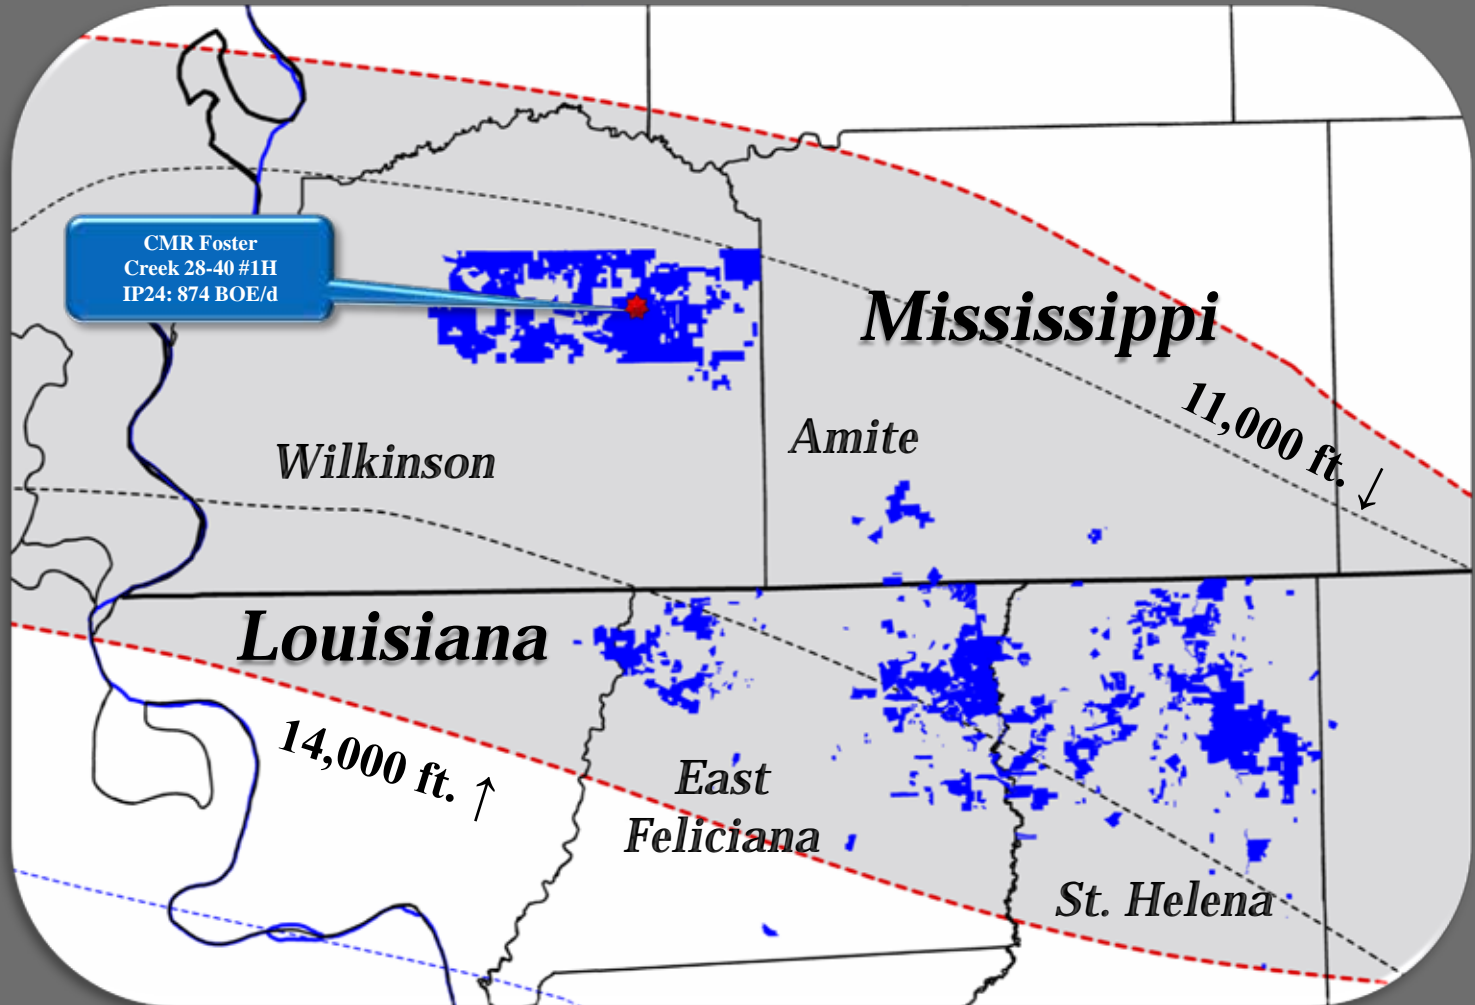 CMR Foster
Creek 28-40 #1H
IP24: 874 BOE/d
Mississippi
11,000 ft. ↓
Amite
Wilkinson
Louisiana
14,000 ft. ↑
East
Feliciana
St. Helena